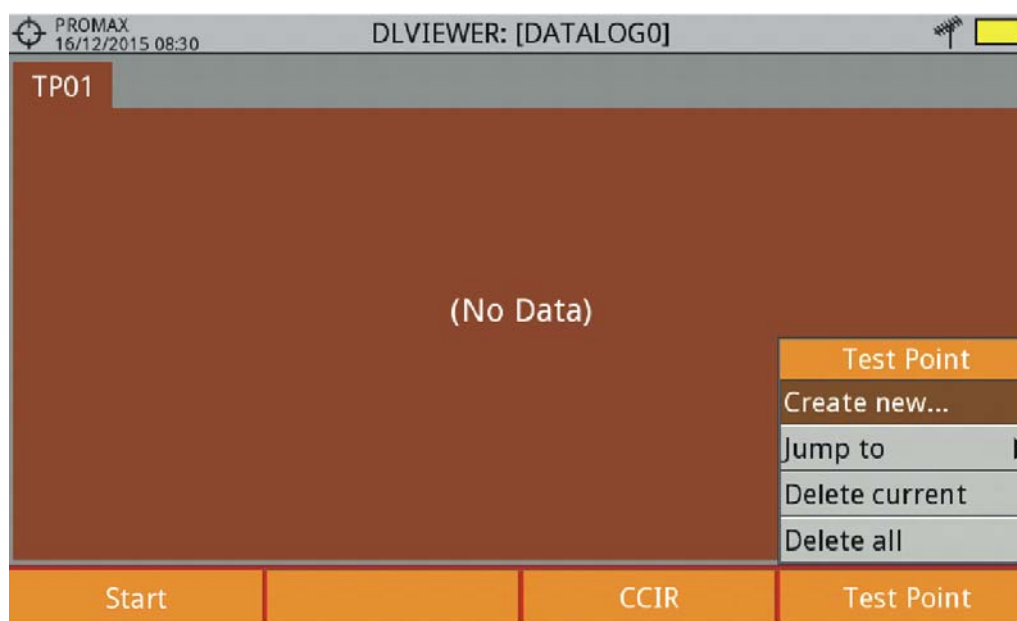 PROMAX
16/12/2015 08:30
DLVIEWER: [DATALOG0]
TP01
(No Data)
Test Point
Create new...
Jump to
Delete current
Delete all
Start
CCIR
Test Point